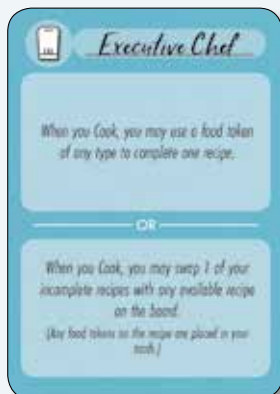 Executive Chef
When you Cook, you may use a food token
of any type to complete one recipe.
OR
When you Cook, you may swap 1 of your
incomplete recipes with any available recipe
on the board.
(Any food tokens on the recipe are placed in your
trash.)